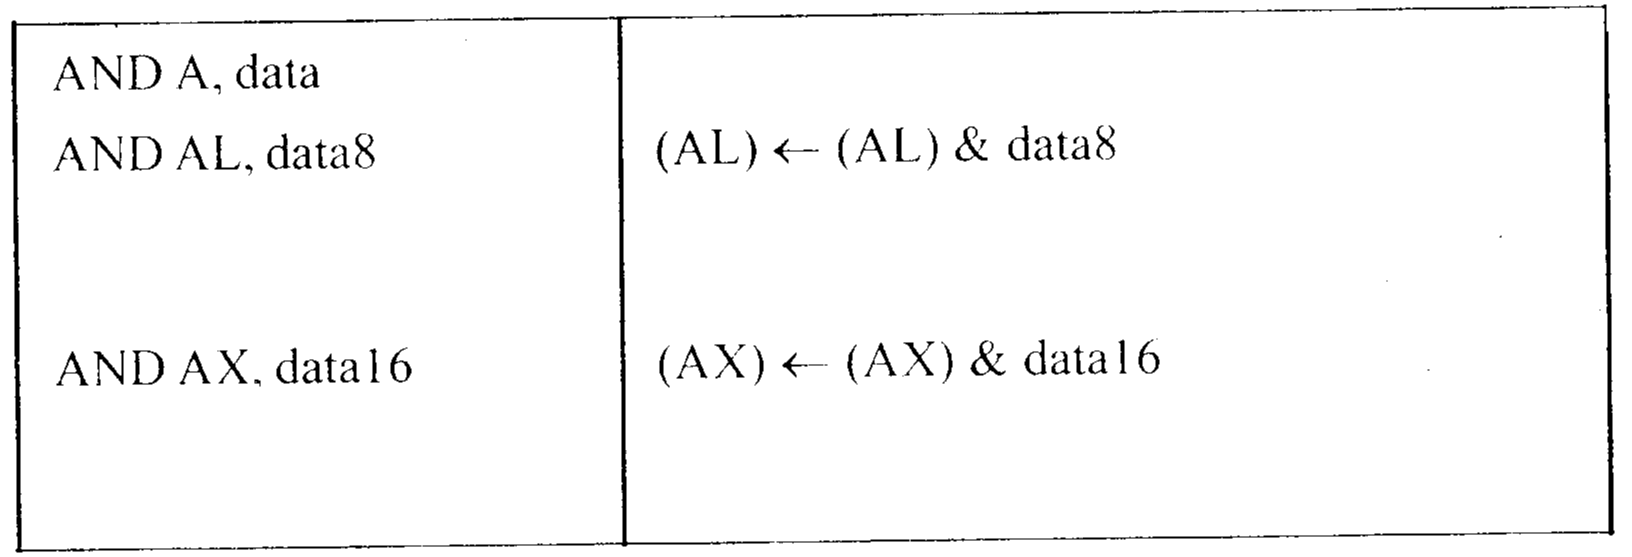 AND A, data
AND AL, data8 (AL) ← (AL) & data8
AND AX, data16 (AX) ← (AX) & data16